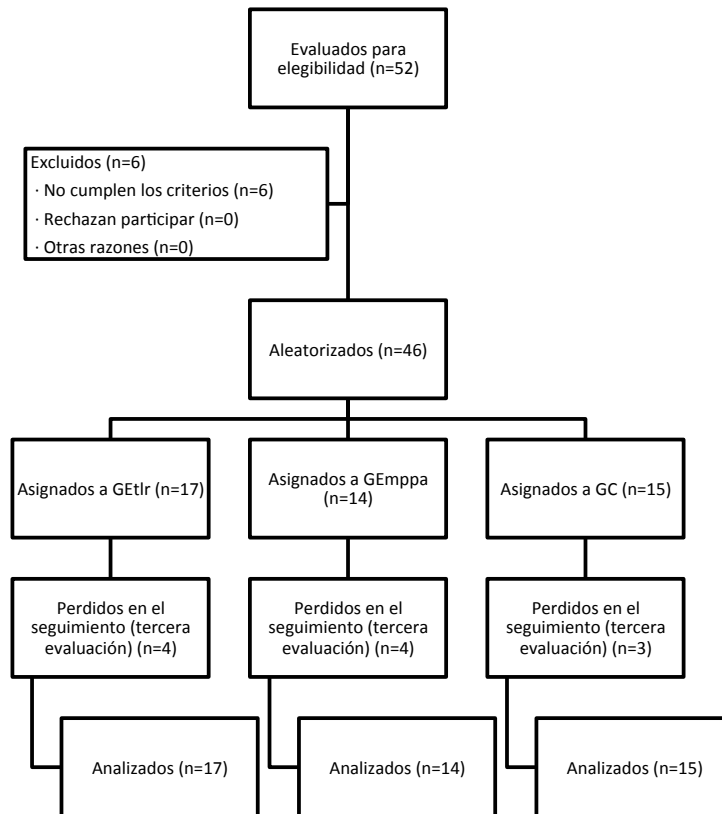 Evaluados para
elegibilidad (n=52)
Excluidos (n=6)
· No cumplen los criterios (n=6)
· Rechazan participar (n=0)
· Otras razones (n=0)
Aleatorizados (n=46)
Asignados a GEtlr (n=17)
Asignados a GEmppa
(n=14)
Asignados a GC (n=15)
Perdidos en el
seguimiento (tercera
evaluación) (n=4)
Perdidos en el
seguimiento (tercera
evaluación) (n=4)
Perdidos en el
seguimiento (tercera
evaluación) (n=3)
Analizados (n=17)
Analizados (n=14)
Analizados (n=15)